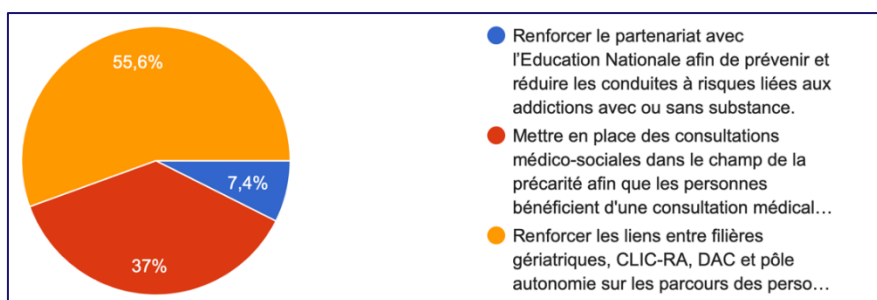 55,6%
7,4%
37%
Renforcer le partenariat avec
l'Education Nationale afin de prévenir et
réduire les conduites à risques liées aux
addictions avec ou sans substance.
Mettre en place des consultations
médico-sociales dans le champ de la
précarité afin que les personnes
bénéficient d'une consultation médical…
Renforcer les liens entre filières
gériatriques, CLIC-RA, DAC et pôle
autonomie sur les parcours des perso…